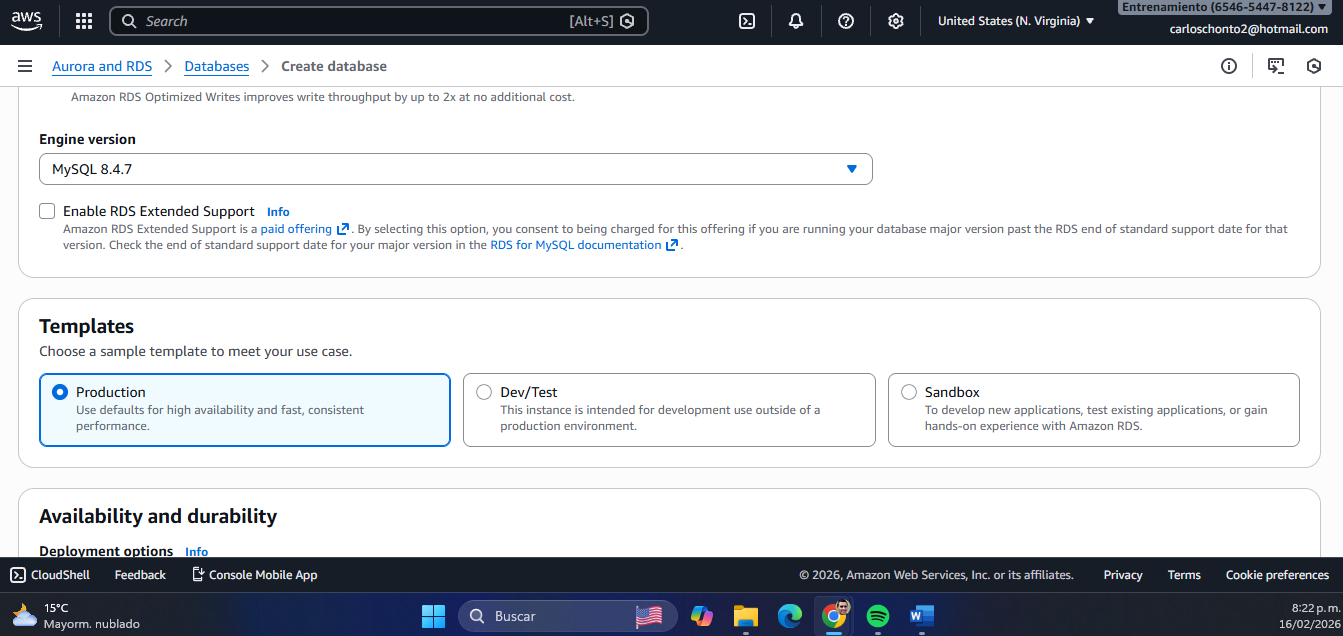 aws
Search
[Alt+S]
United States (N. Virginia)
Entrenamiento (6546-5447-8122)
carloschonto2@hotmail.com
Aurora and RDS
Databases
Create database
Amazon RDS Optimized Writes improves write throughput by up to 2x at no additional cost.
Engine version
MySQL 8.4.7
Enable RDS Extended Support Info
Amazon RDS Extended Support is a paid offering. By selecting this option, you consent to being charged for this offering if you are running your database major version past the RDS end of standard support date for that
version. Check the end of standard support date for your major version in the RDS for MySQL documentation.
Templates
Choose a sample template to meet your use case.
Production
Use defaults for high availability and fast, consistent
performance.
Dev/Test
This instance is intended for development use outside of a
production environment.
Sandbox
To develop new applications, test existing applications, or gain
hands-on experience with Amazon RDS.
Availability and durability
Deployment options Info
CloudShell
Feedback
Console Mobile App
© 2026, Amazon Web Services, Inc. or its affiliates.
Privacy
Terms
Cookie preferences
15°C
Mayorm. nublado
Buscar
W
8:22 p. m.
16/02/2026